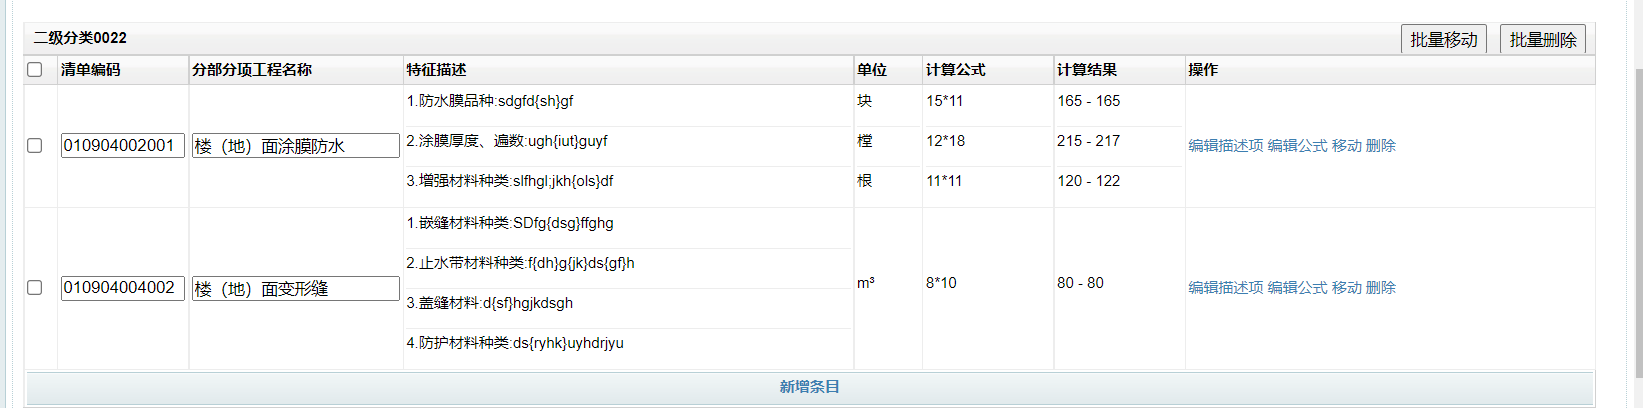 二级分类0022
批量移动 批量删除
清单编码 分部分项工程名称 特征描述 单位 计算公式 计算结果 操作
010904002001 楼（地）面涂膜防水
1.防水膜品种:sdgfd{sh}gf 块 15*11 165 - 165
2.涂膜厚度、遍数:ugh{iut}guyf 樘 12*18 215 - 217
3.增强材料种类:slfhgl;jkh{ols}df 根 11*11 120 - 122
编辑描述项 编辑公式 移动 删除
010904004002 楼（地）面变形缝
1.嵌缝材料种类:SDfg{dsg}ffghg
2.止水带材料种类:f{dh}g{jk}ds{gf}h
3.盖缝材料:d{sf}hgjkdsgh
4.防护材料种类:ds{ryhk}uyhdrjyu
m³ 8*10 80 - 80 编辑描述项 编辑公式 移动 删除
新增条目